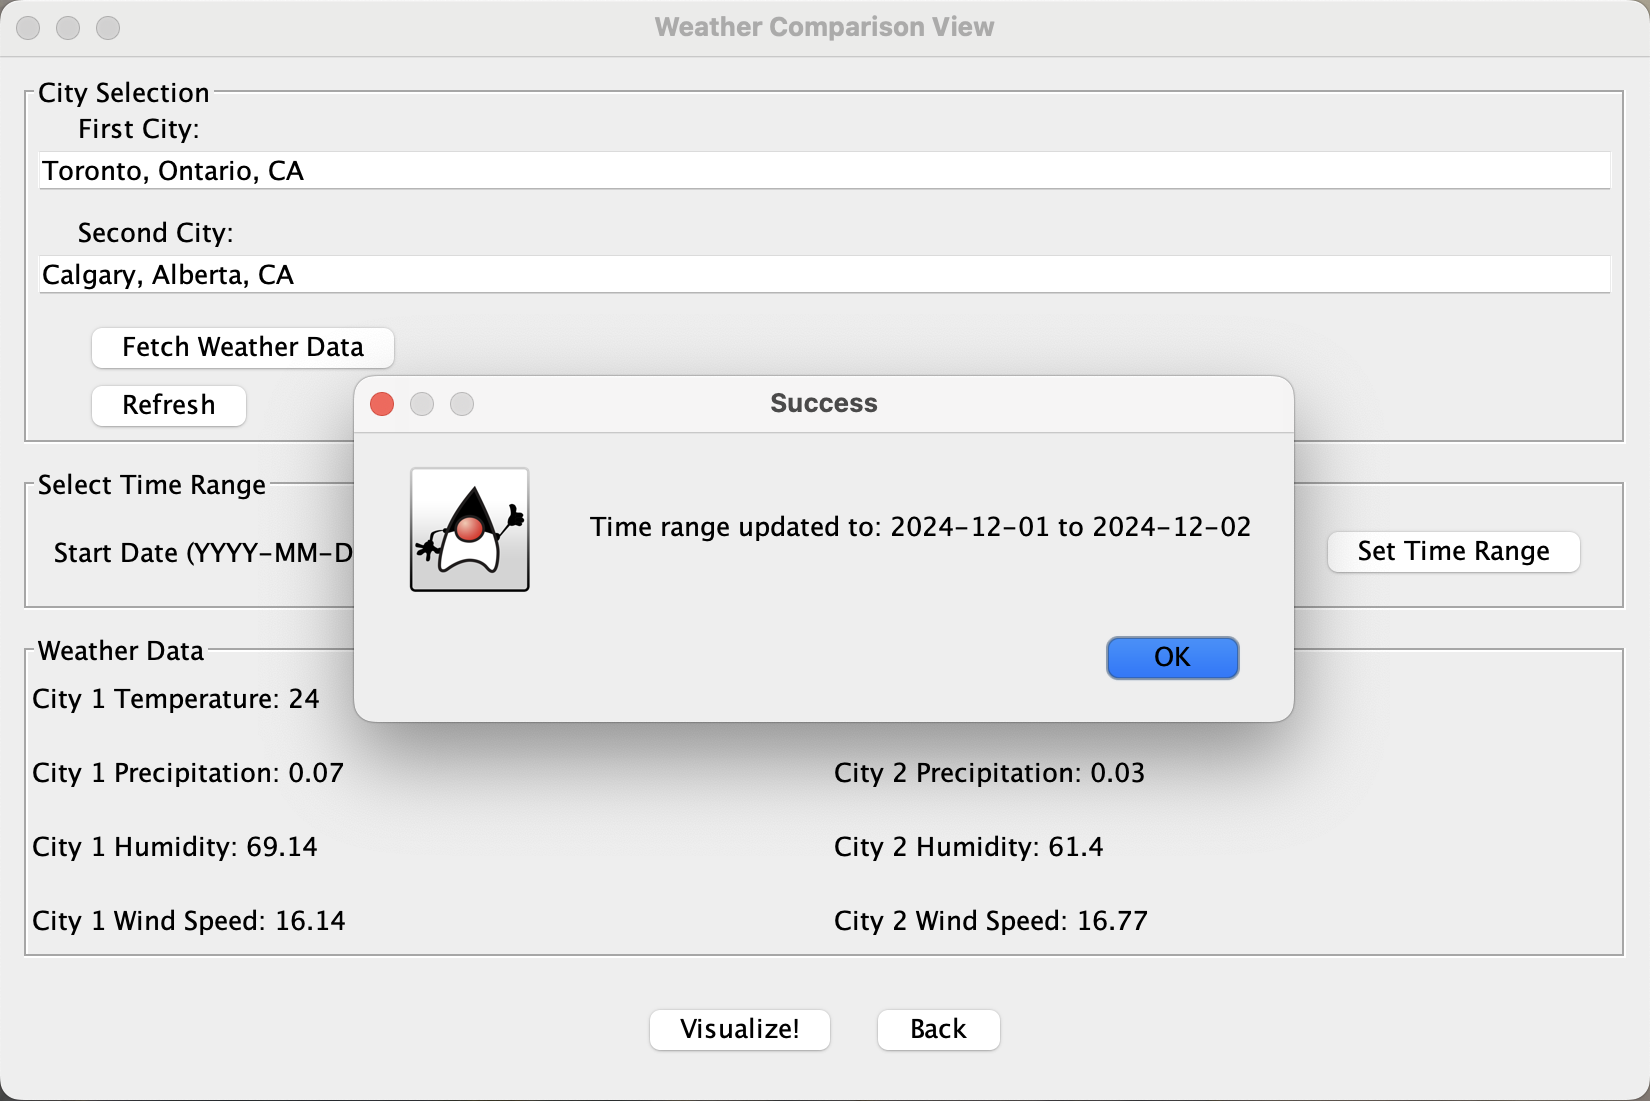 Weather Comparison View
City Selection
First City:
Toronto, Ontario, CA
Second City:
Calgary, Alberta, CA
Fetch Weather Data
Refresh
Success
Time range updated to: 2024-12-01 to 2024-12-02
OK
Select Time Range
Start Date (YYYY-MM-D
Set Time Range
Weather Data
City 1 Temperature: 24
City 1 Precipitation: 0.07
City 2 Precipitation: 0.03
City 1 Humidity: 69.14
City 2 Humidity: 61.4
City 1 Wind Speed: 16.14
City 2 Wind Speed: 16.77
Visualize!
Back